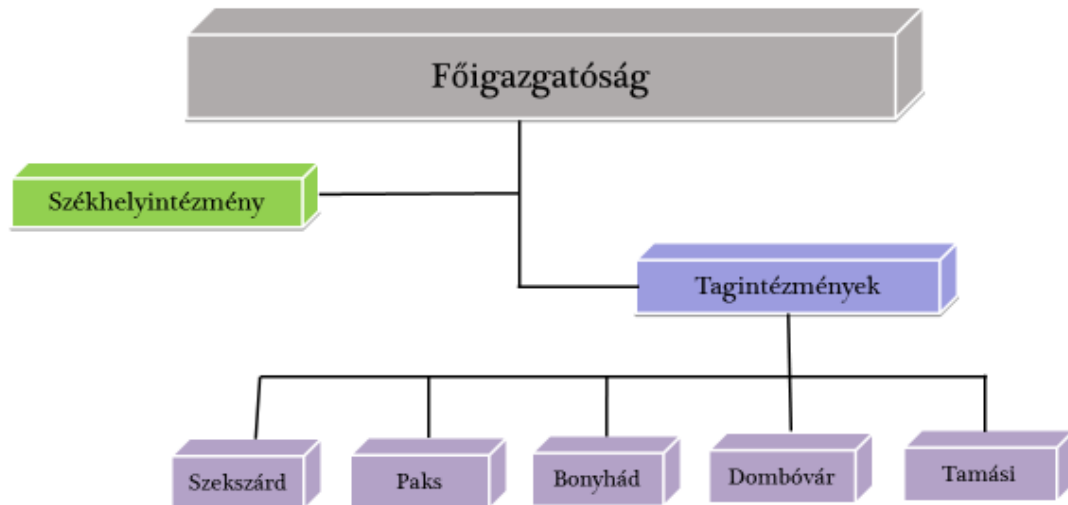 Főigazgatóság
Székhelyintézmény
Tagintézmények
Szekszárd
Paks
Bonyhád
Dombóvár
Tamási